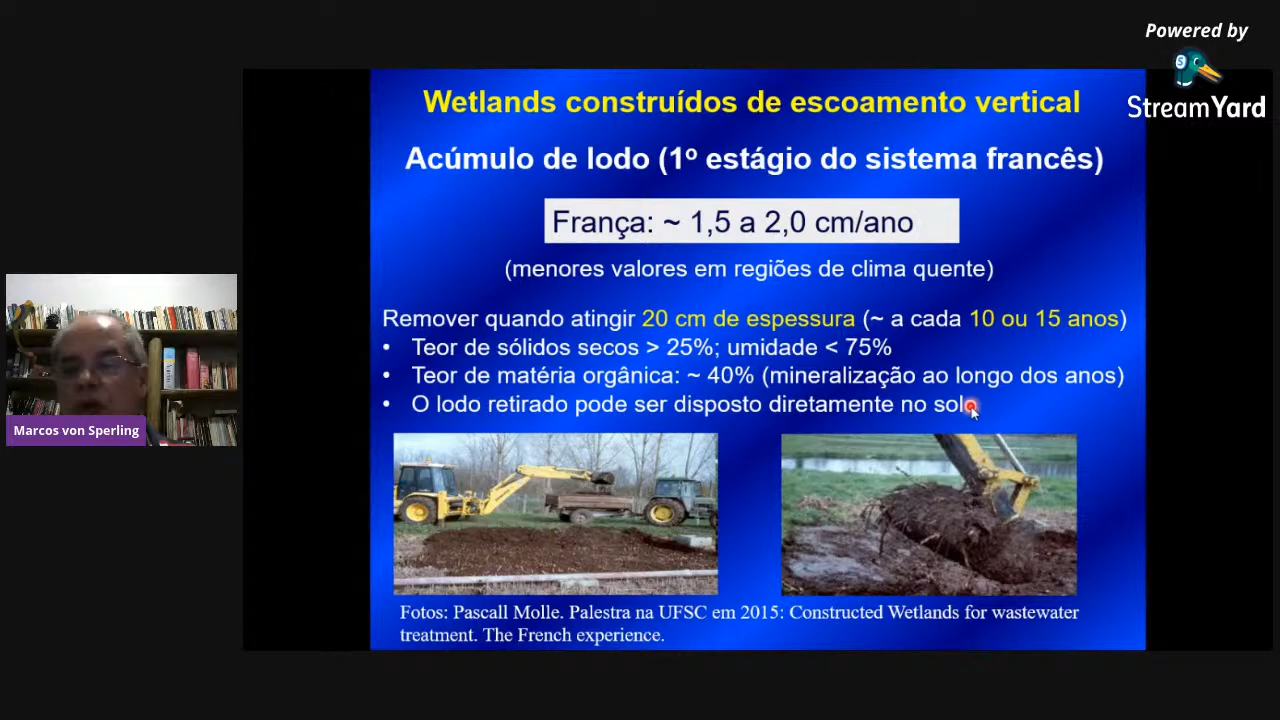 Powered by
StreamYard
Wetlands construídos de escoamento vertical
Acúmulo de lodo (1º estágio do sistema francês)
França: ~ 1,5 a 2,0 cm/ano
(menores valores em regiões de clima quente)
Remover quando atingir 20 cm de espessura (~ a cada 10 ou 15 anos)
• Teor de sólidos secos > 25%; umidade < 75%
• Teor de matéria orgânica: ~ 40% (mineralização ao longo dos anos)
• O lodo retirado pode ser disposto diretamente no solo
Marcos von Sperling
Fotos: Pascall Molle. Palestra na UFSC em 2015: Constructed Wetlands for wastewater
treatment. The French experience.